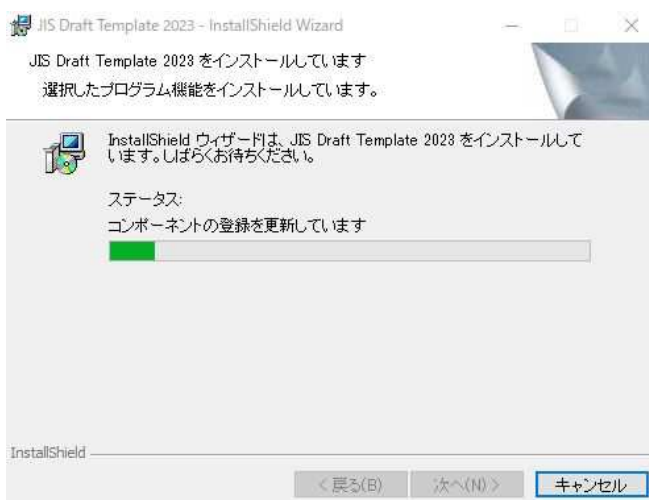 JIS Draft Template 2023 - InstallShield Wizard
JIS Draft Template 2023 をインストールしています
選択したプログラム機能をインストールしています。
InstallShield ウィザードは、JIS Draft Template 2023 をインストールして
います。しばらくお待ちください。
ステータス:
コンポーネントの登録を更新しています
InstallShield
< 戻る(B)
次へ(N) >
キャンセル